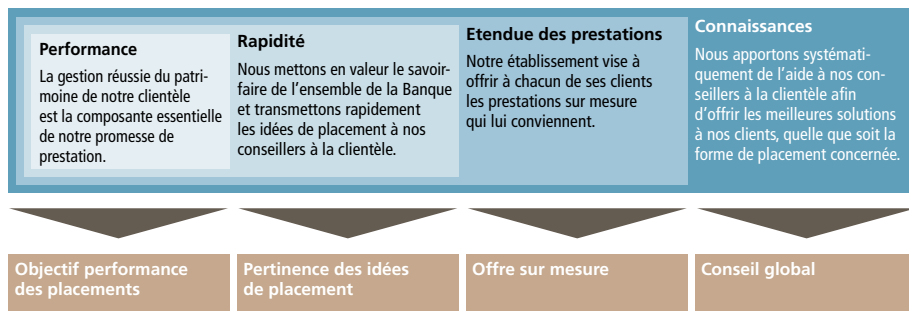 Performance
La gestion réussie du patri-
moine de notre clientèle
est la composante essentielle
de notre promesse de
prestation.
Rapidité
Nous mettons en valeur le savoir-
faire de l'ensemble de la Banque
et transmettons rapidement
les idées de placement à nos
conseillers à la clientèle.
Etendue des prestations
Notre établissement vise à
offrir à chacun de ses clients
les prestations sur mesure
qui lui conviennent.
Connaissances
Nous apportons systémati-
quement de l'aide à nos con-
seillers à la clientèle afin
d'offrir les meilleures solutions
à nos clients, quelle que soit la
forme de placement concernée.
Objectif performance
des placements
Pertinence des idées
de placement
Offre sur mesure
Conseil global